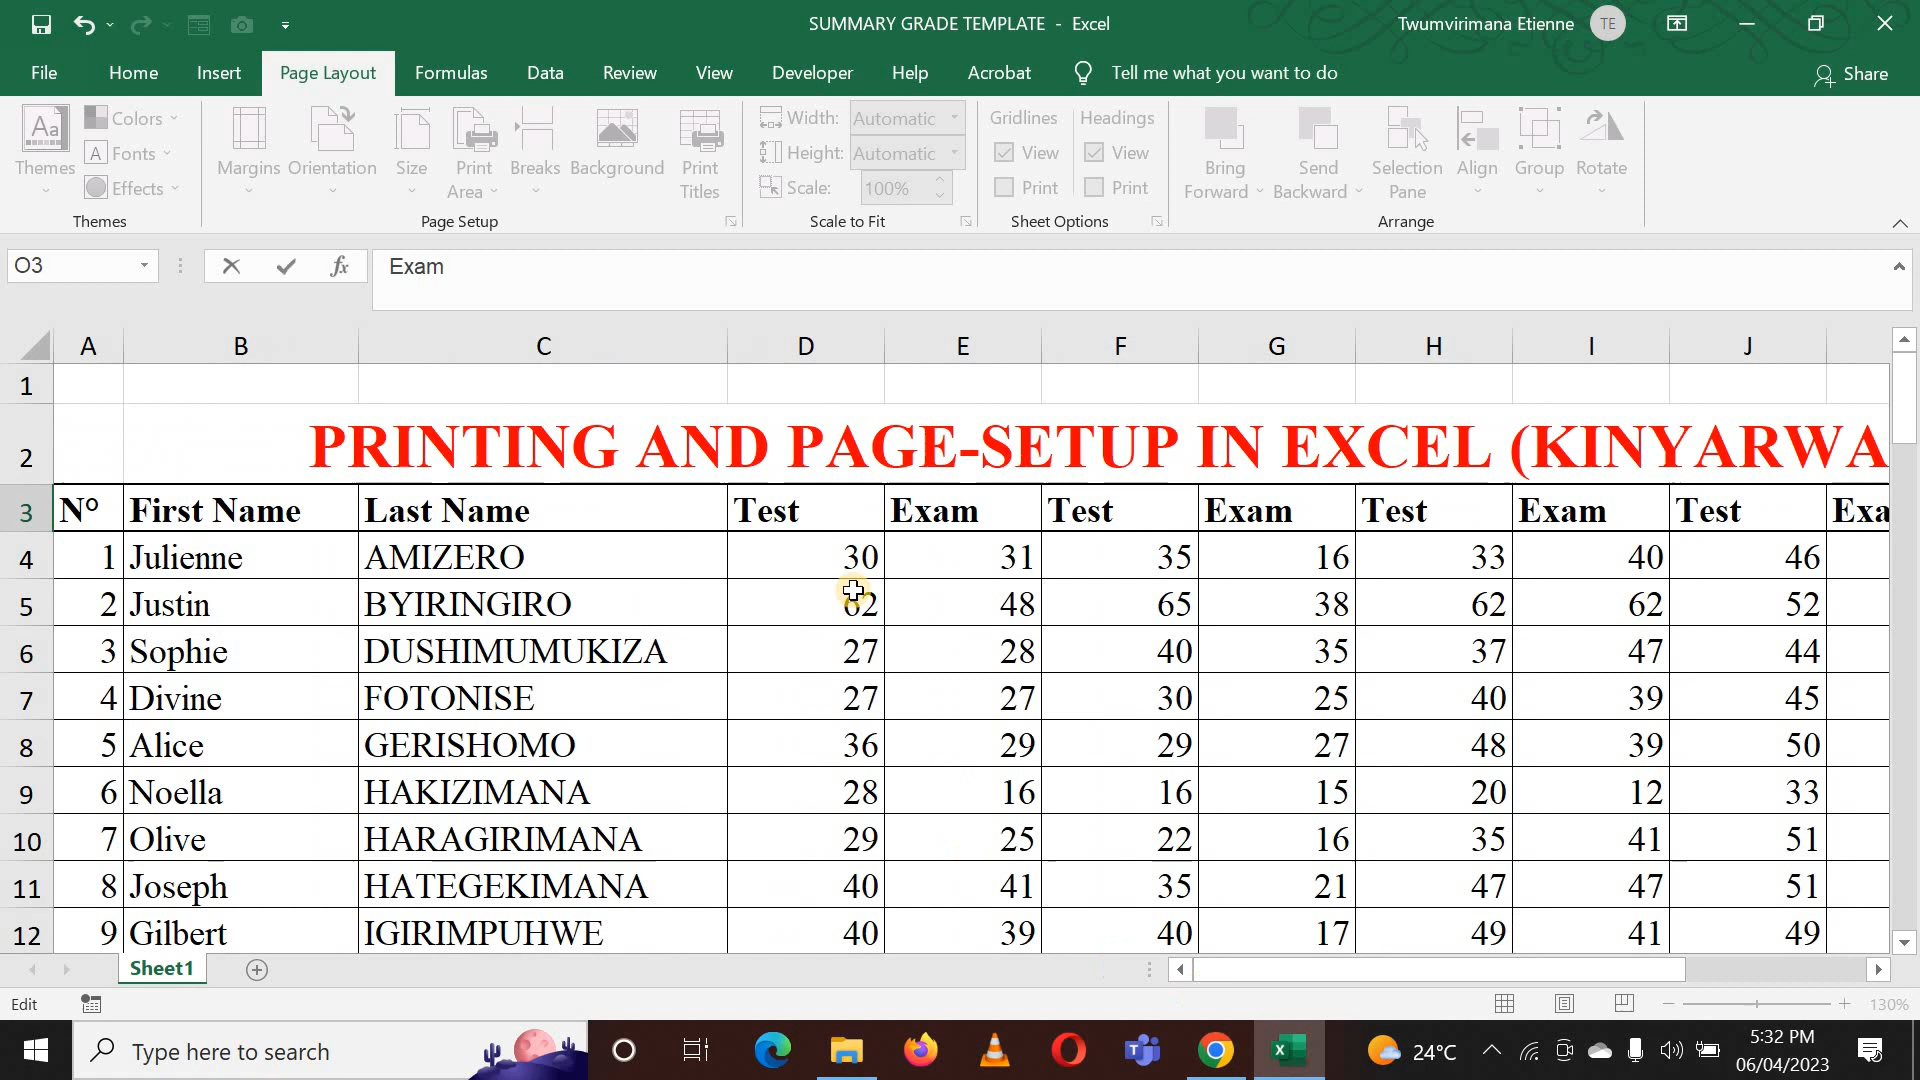 SUMMARY GRADE TEMPLATE - Excel
Twumvirimana Etienne TE
File Home Insert Page Layout Formulas Data Review View Developer Help Acrobat Tell me what you want to do Share
Aa Themes Colors
A Fonts
Effects
Themes
Margins Orientation Size Print Area Breaks Background Print Titles
Page Setup
Width: Automatic
Height: Automatic
Scale: 100%
Scale to Fit
Gridlines Headings
View View
Print Print
Sheet Options
Bring Forward Send Backward Selection Pane Align Group Rotate
Arrange
O3 fx Exam
A B C D E F G H I J
1
2 PRINTING AND PAGE-SETUP IN EXCEL (KINYARWA
3 N° First Name Last Name Test Exam Test Exam Test Exam Test Exa
4 1 Julienne AMIZERO 30 31 35 16 33 40 46
5 2 Justin BYIRINGIRO 62 48 65 38 62 62 52
6 3 Sophie DUSHIMUMUKIZA 27 28 40 35 37 47 44
7 4 Divine FOTONISE 27 27 30 25 40 39 45
8 5 Alice GERISHOMO 36 29 29 27 48 39 50
9 6 Noella HAKIZIMANA 28 16 16 15 20 12 33
10 7 Olive HARAGIRIMANA 29 25 22 16 35 41 51
11 8 Joseph HATEGEKIMANA 40 41 35 21 47 47 51
12 9 Gilbert IGIRIMPUHWE 40 39 40 17 49 41 49
Sheet1
Edit 130%
Type here to search 24°C 5:32 PM
06/04/2023